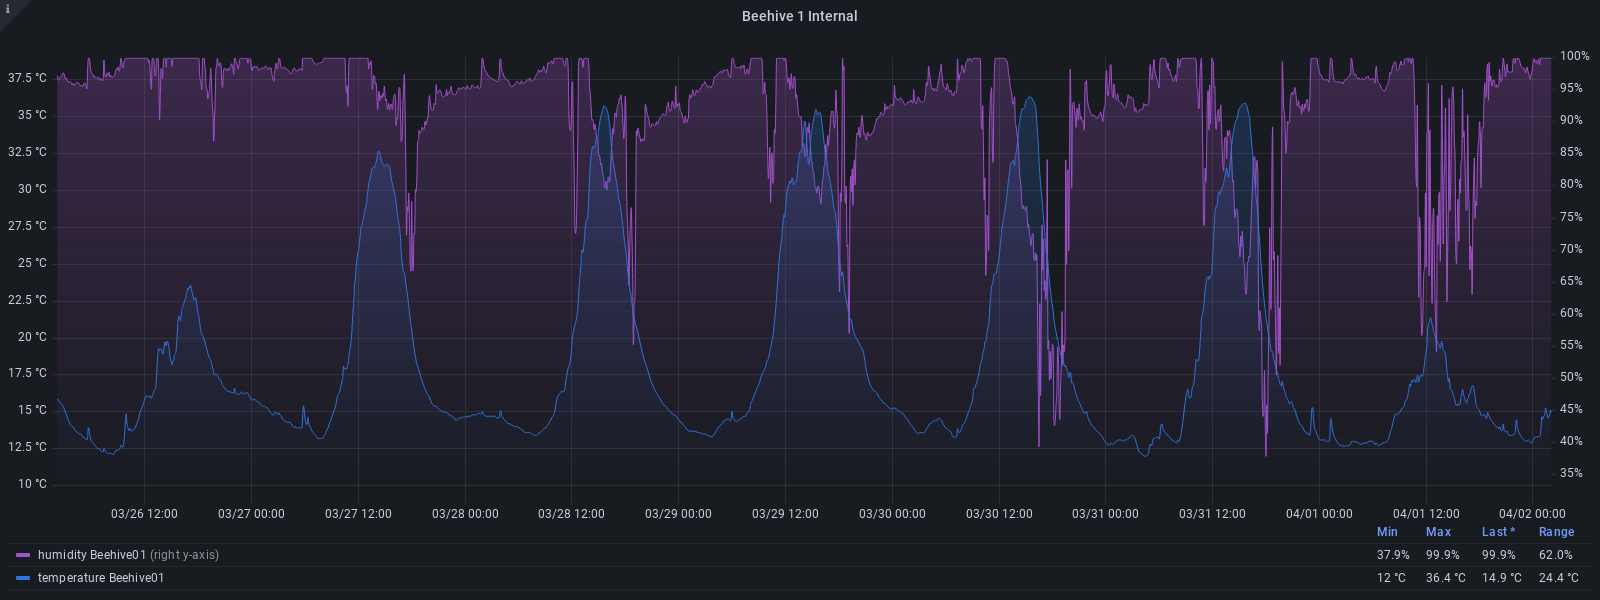 i
Beehive 1 Internal
37.5 °C
35 °C
32.5 °C
30 °C
27.5 °C
25 °C
22.5 °C
20 °C
17.5 °C
15 °C
12.5 °C
10 °C
100%
95%
90%
85%
80%
75%
70%
65%
60%
55%
50%
45%
40%
35%
03/26 12:00 03/27 00:00 03/27 12:00 03/28 00:00 03/28 12:00 03/29 00:00 03/29 12:00 03/30 00:00 03/30 12:00 03/31 00:00 03/31 12:00 04/01 00:00 04/01 12:00 04/02 00:00
Min Max Last * Range
humidity Beehive01 (right y-axis) 37.9% 99.9% 99.9% 62.0%
temperature Beehive01 12 °C 36.4 °C 14.9 °C 24.4 °C